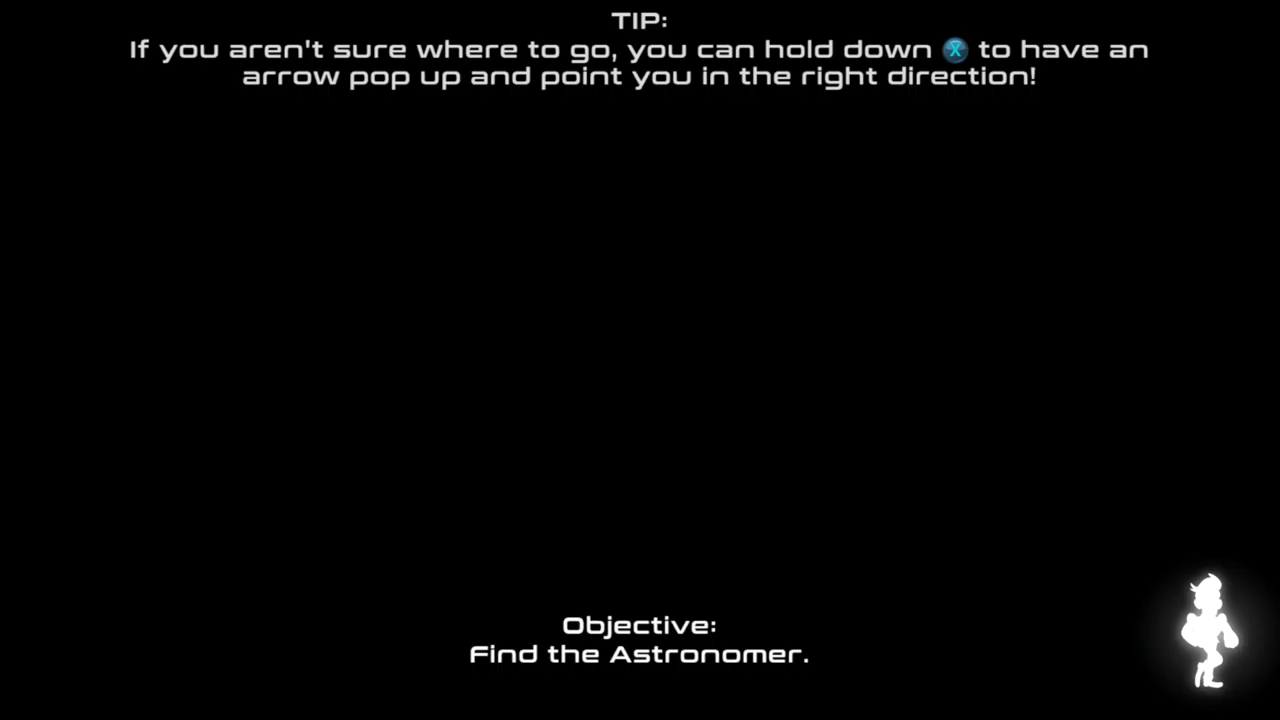 TIP:
If you aren't sure where to go, you can hold down X to have an
arrow pop up and point you in the right direction!
Objective:
Find the Astronomer.